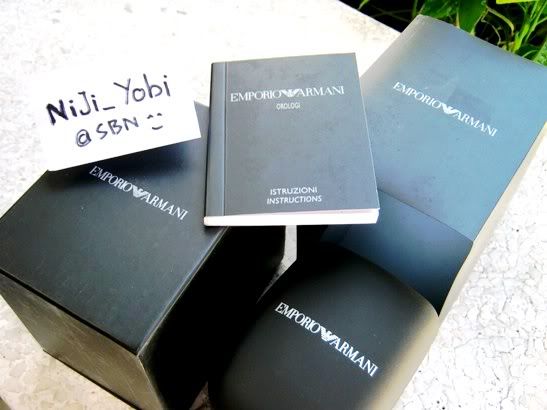 NiJi_Yobi
@SBN
EMPORIO ARMANI
OROLOGI
ISTRUZIONI
INSTRUCTIONS
EMPORIO ARMANI
EMPORIO ARMANI
EMPORIO ARMANI